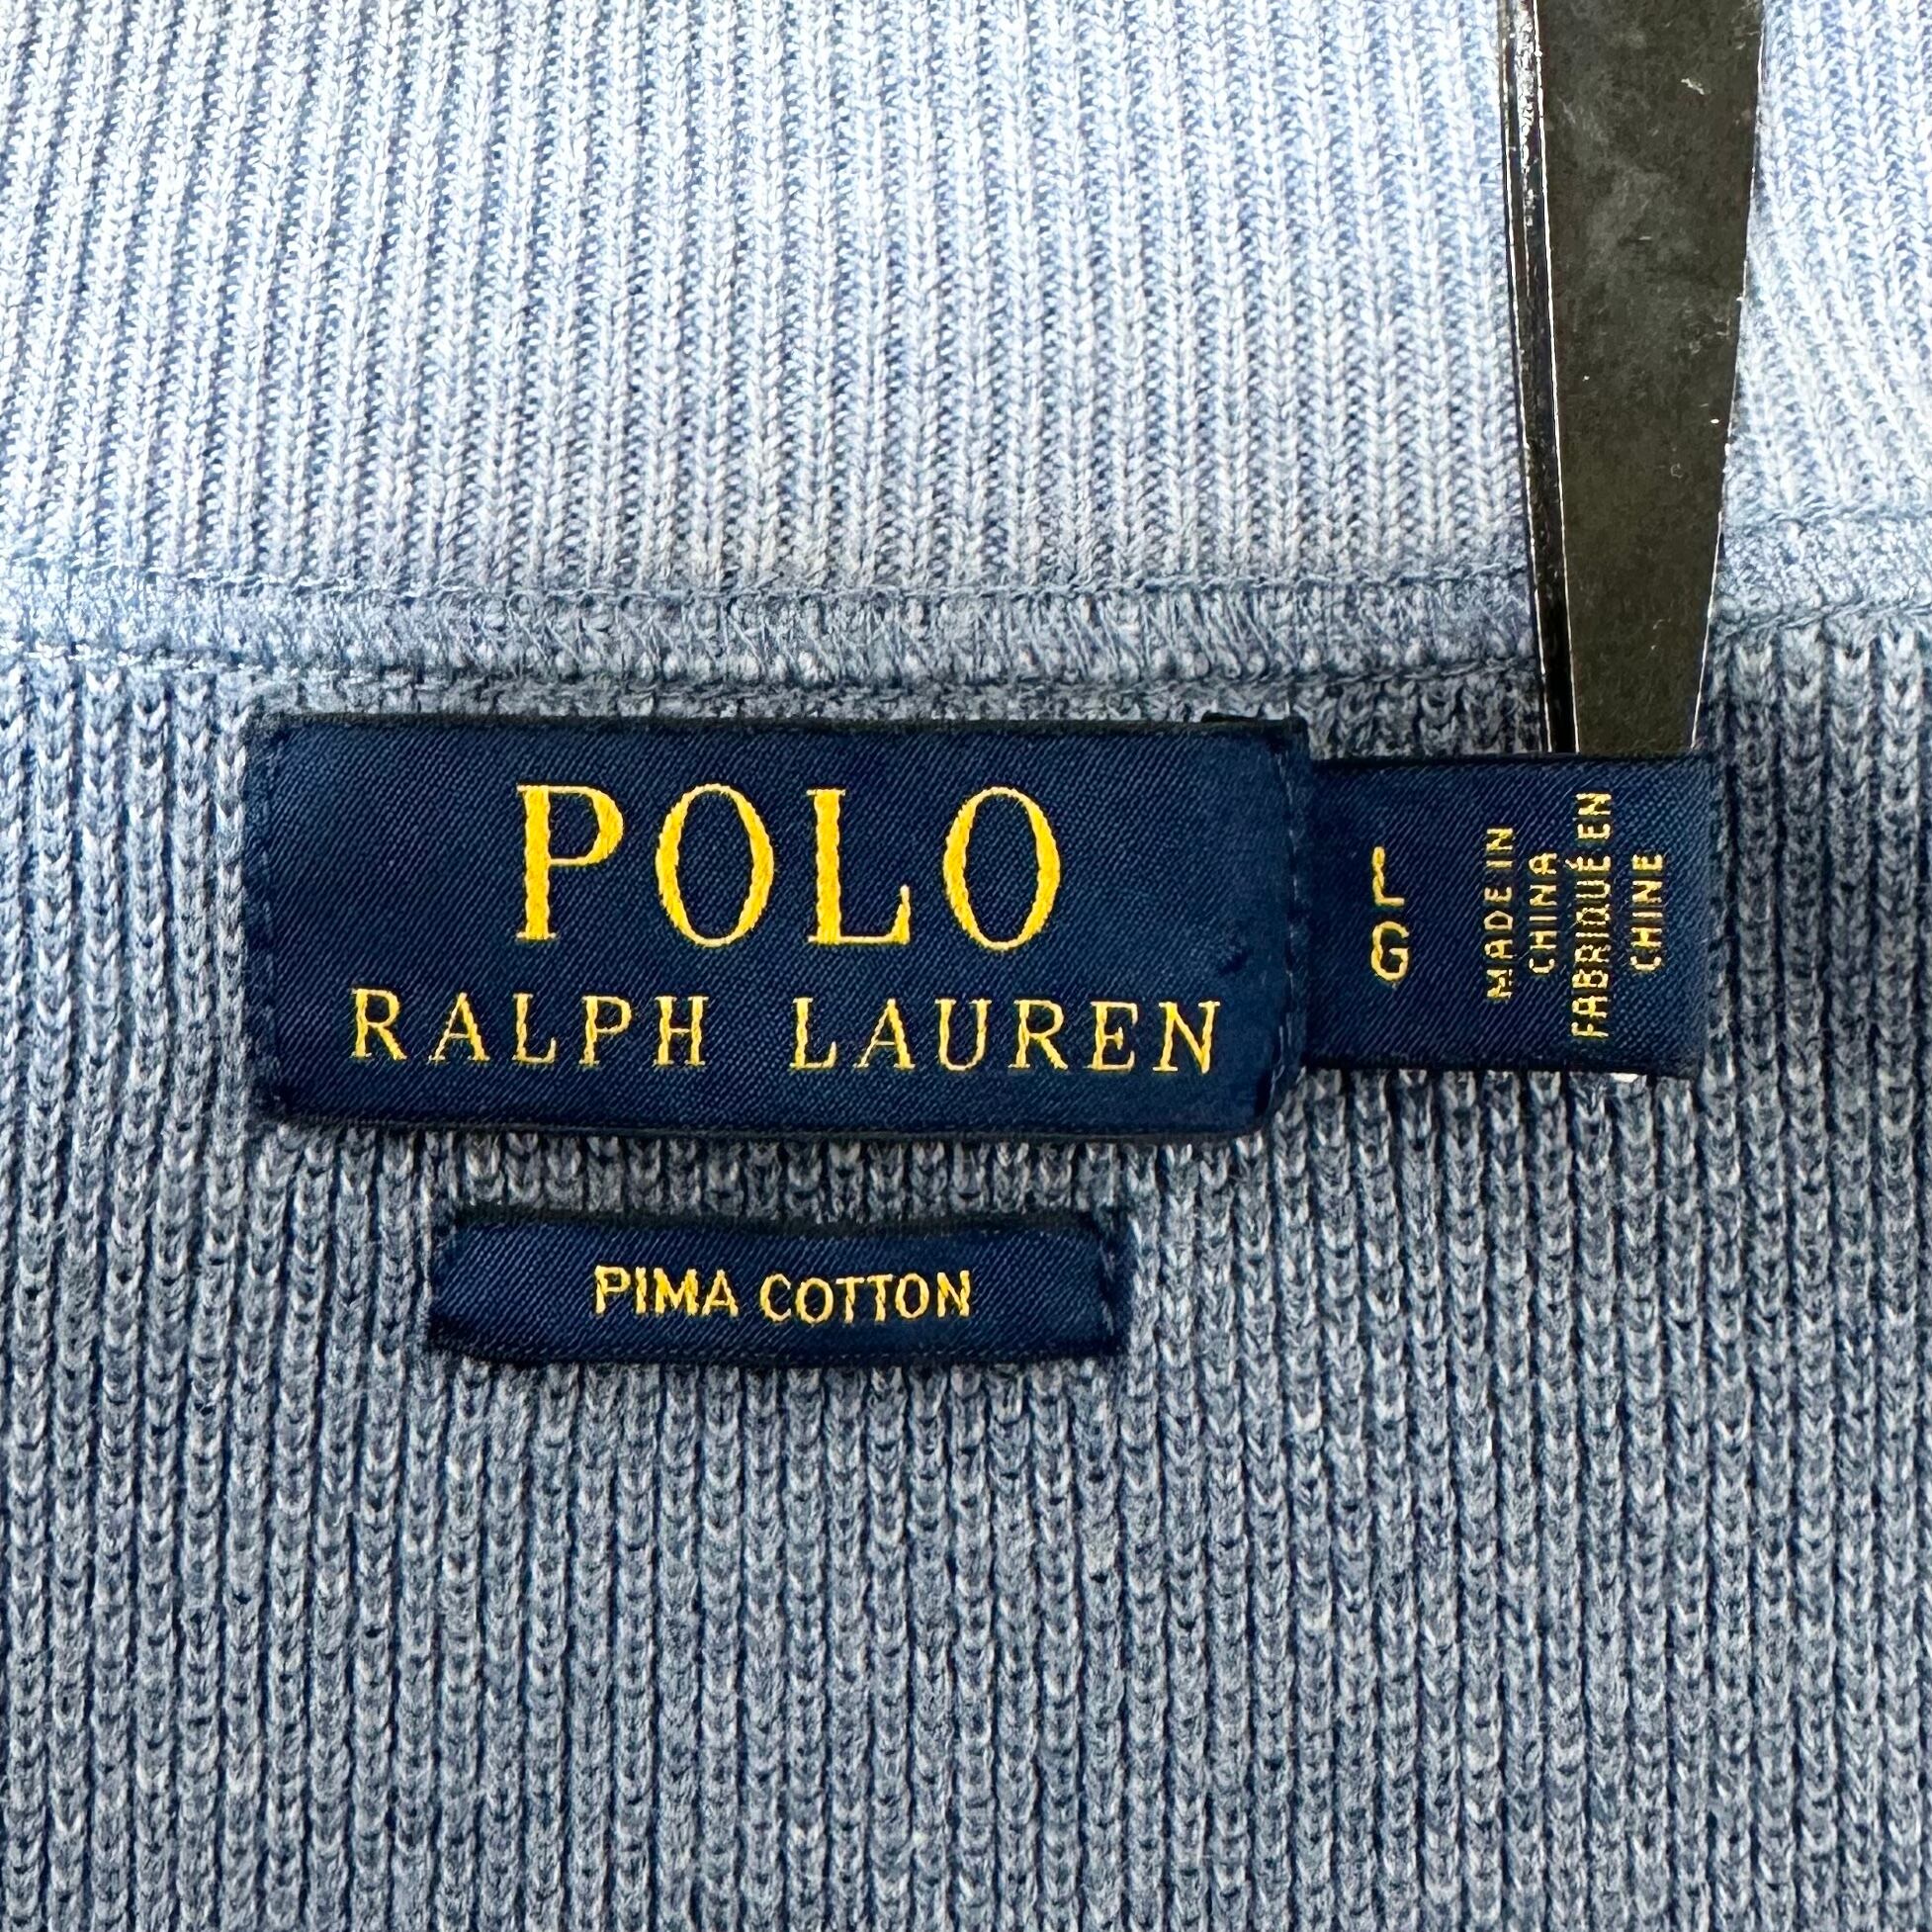 POLO
RALPH LAUREN
L
G
MADE IN
CHINA
FABRIQUÉ EN
CHINE
PIMA COTTON